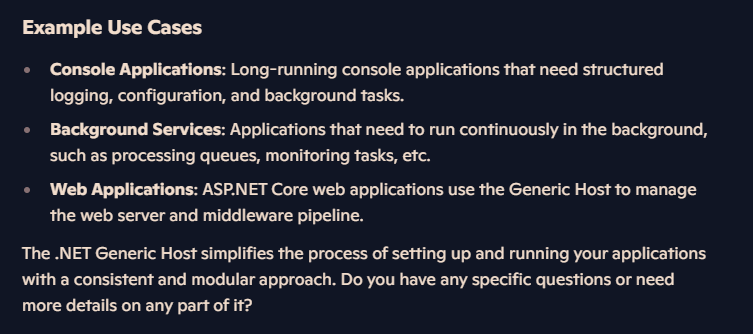 Example Use Cases
• Console Applications: Long-running console applications that need structured
logging, configuration, and background tasks.
• Background Services: Applications that need to run continuously in the background,
such as processing queues, monitoring tasks, etc.
• Web Applications: ASP.NET Core web applications use the Generic Host to manage
the web server and middleware pipeline.
The .NET Generic Host simplifies the process of setting up and running your applications
with a consistent and modular approach. Do you have any specific questions or need
more details on any part of it?